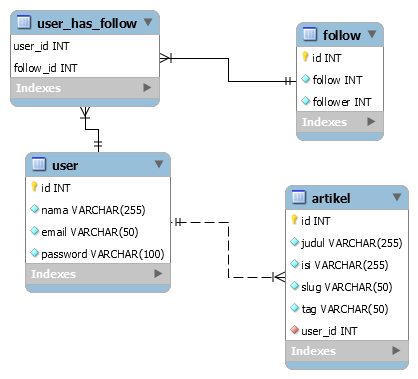 user_has_follow
user_id INT
follow_id INT
Indexes
follow
id INT
follow INT
follower INT
Indexes
user
id INT
nama VARCHAR(255)
email VARCHAR(50)
password VARCHAR(100)
Indexes
artikel
id INT
judul VARCHAR(255)
isi VARCHAR(255)
slug VARCHAR(50)
tag VARCHAR(50)
user_id INT
Indexes